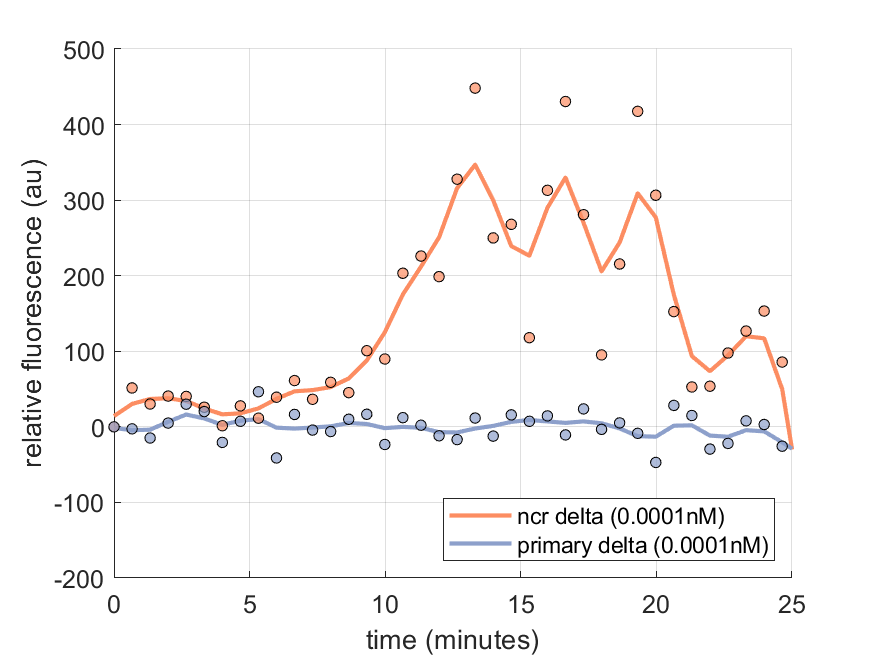 500
400
300
200
100
0
-100
-200
relative fluorescence (au)
0 5 10 15 20 25
time (minutes)
ncr delta (0.0001nM)
primary delta (0.0001nM)